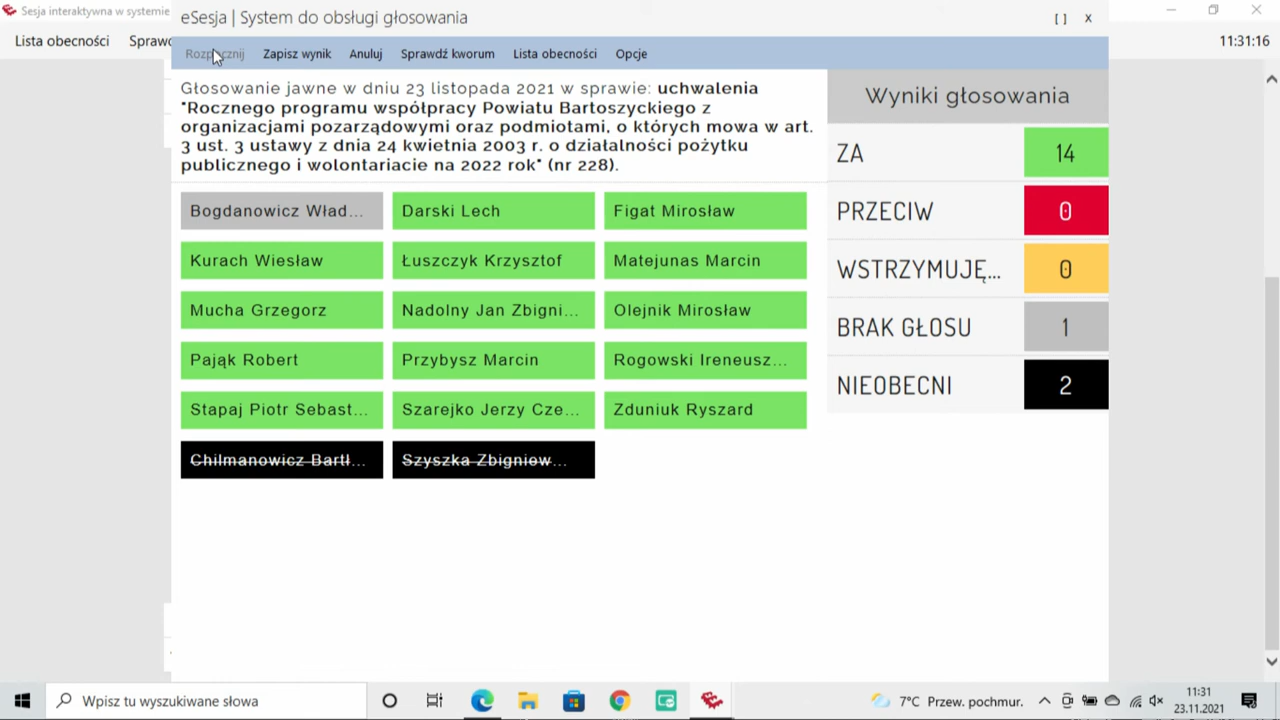 Sesja interaktywna w systemie
eSesja | System do obsługi głosowania
[ ] X
Lista obecności
11:31:16
Rozpocznij Zapisz wynik Anuluj Sprawdź kworum Lista obecności Opcje
Głosowanie jawne w dniu 23 listopada 2021 w sprawie: uchwalenia
"Rocznego programu współpracy Powiatu Bartoszyckiego z
organizacjami pozarządowymi oraz podmiotami, o których mowa w art.
3 ust. 3 ustawy z dnia 24 kwietnia 2003 r. o działalności pożytku
publicznego i wolontariacie na 2022 rok" (nr 228).
Bogdanowicz Wład... Darski Lech Figat Mirosław
Kurach Wiesław Łuszczyk Krzysztof Matejunas Marcin
Mucha Grzegorz Nadolny Jan Zbigni... Olejnik Mirosław
Pająk Robert Przybysz Marcin Rogowski Ireneusz...
Stapaj Piotr Sebast... Szarejko Jerzy Cze... Zduniuk Ryszard
Chilmanowicz Bartł... Szyszka Zbigniew...
Wyniki głosowania
ZA 14
PRZECIW 0
WSTRZYMUJĘ... 0
BRAK GŁOSU 1
NIEOBECNI 2
Wpisz tu wyszukiwane słowa
7°C Przew. pochmur.
11:31
23.11.2021